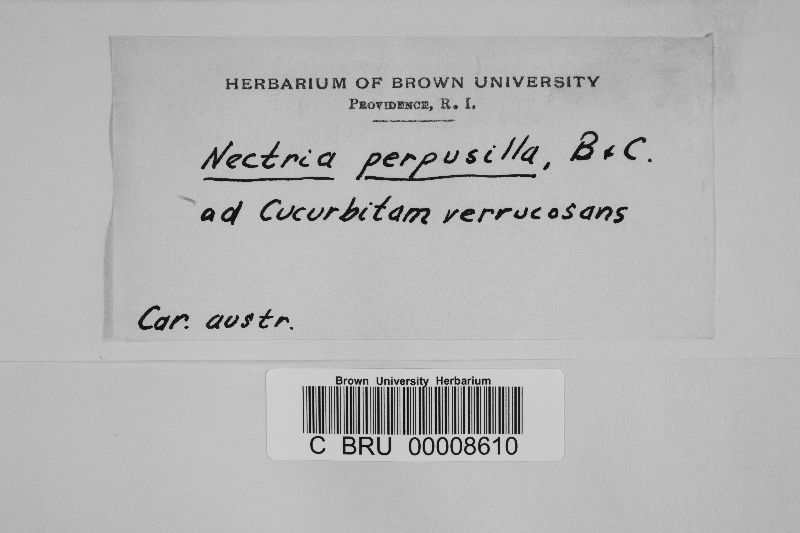 HERBARIUM OF BROWN UNIVERSITY
PROVIDENCE, R. I.
Nectria perpusilla, B & C.
ad Cucurbitam verrucosans
Car. austr.
Brown University Herbarium
C BRU 00008610